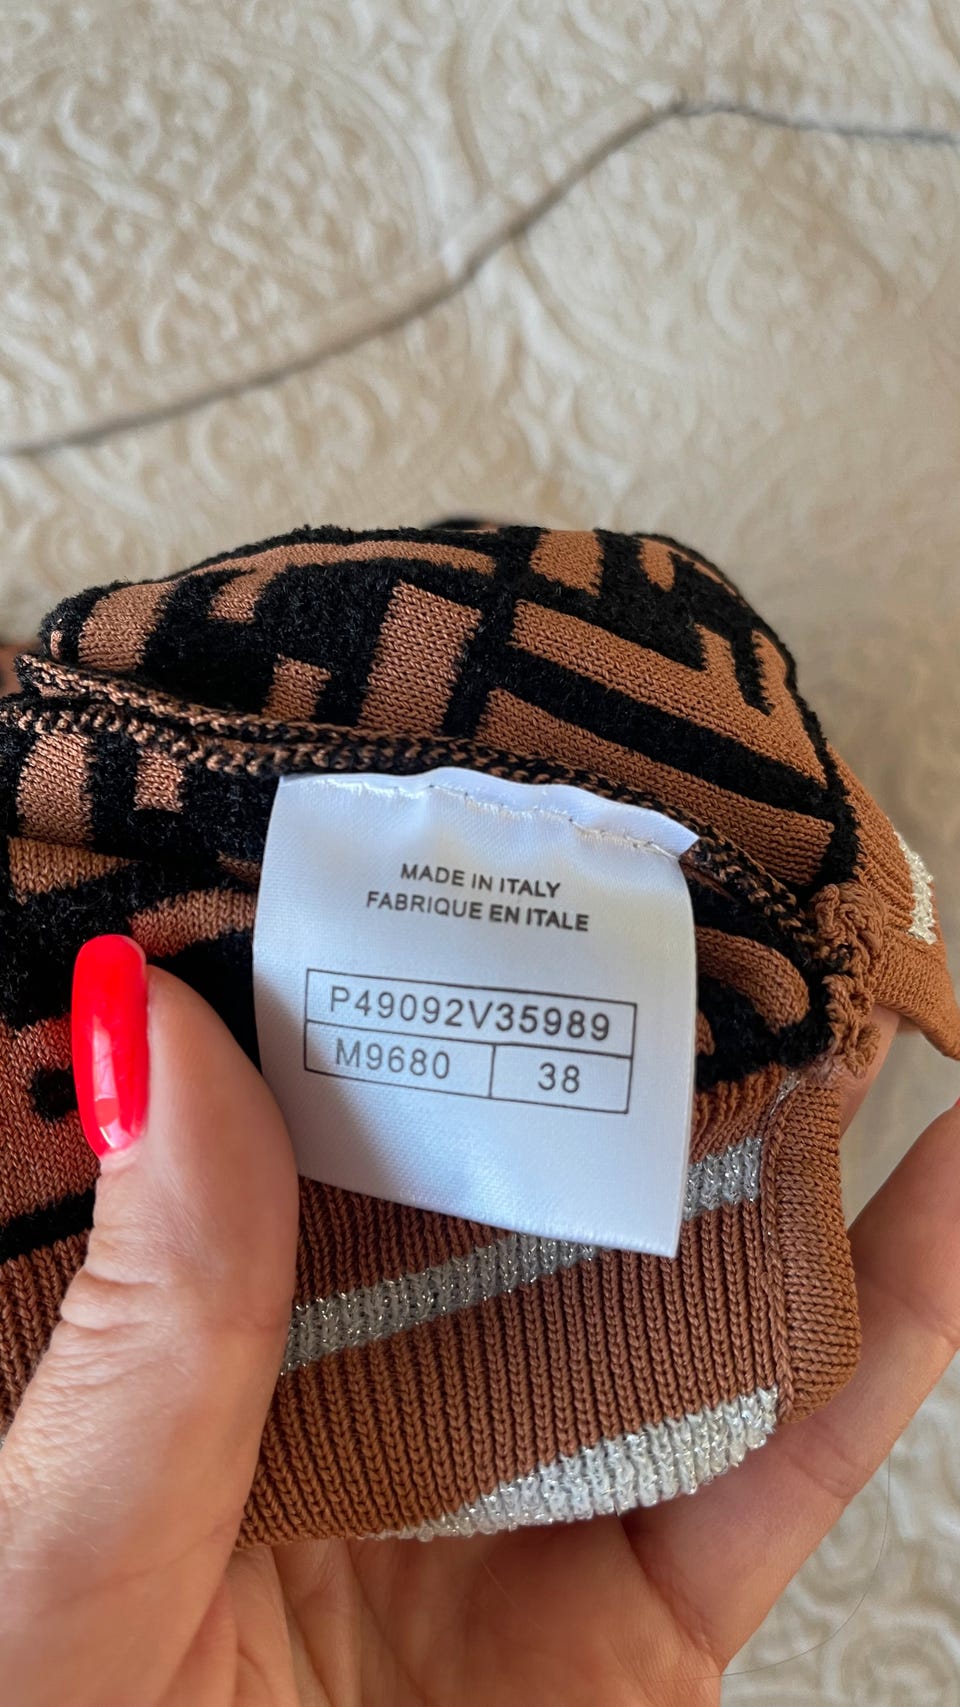 MADE IN ITALY
FABRIQUE EN ITALE
P49092V35989
M9680 38